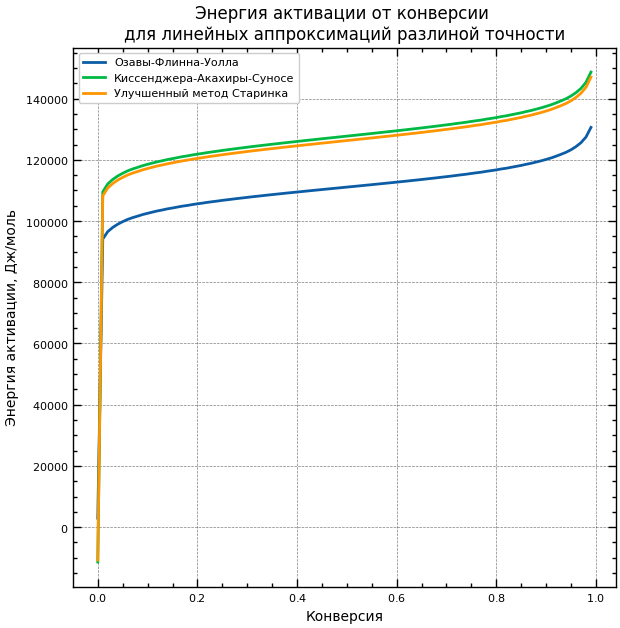 Энергия активации от конверсии
для линейных аппроксимаций разлиной точности
Озавы-Флинна-Уолла
Киссенджера-Акахиры-Суносе
Улучшенный метод Старинка
Энергия активации, Дж/моль
140000
120000
100000
80000
60000
40000
20000
0
0.0 0.2 0.4 0.6 0.8 1.0
Конверсия